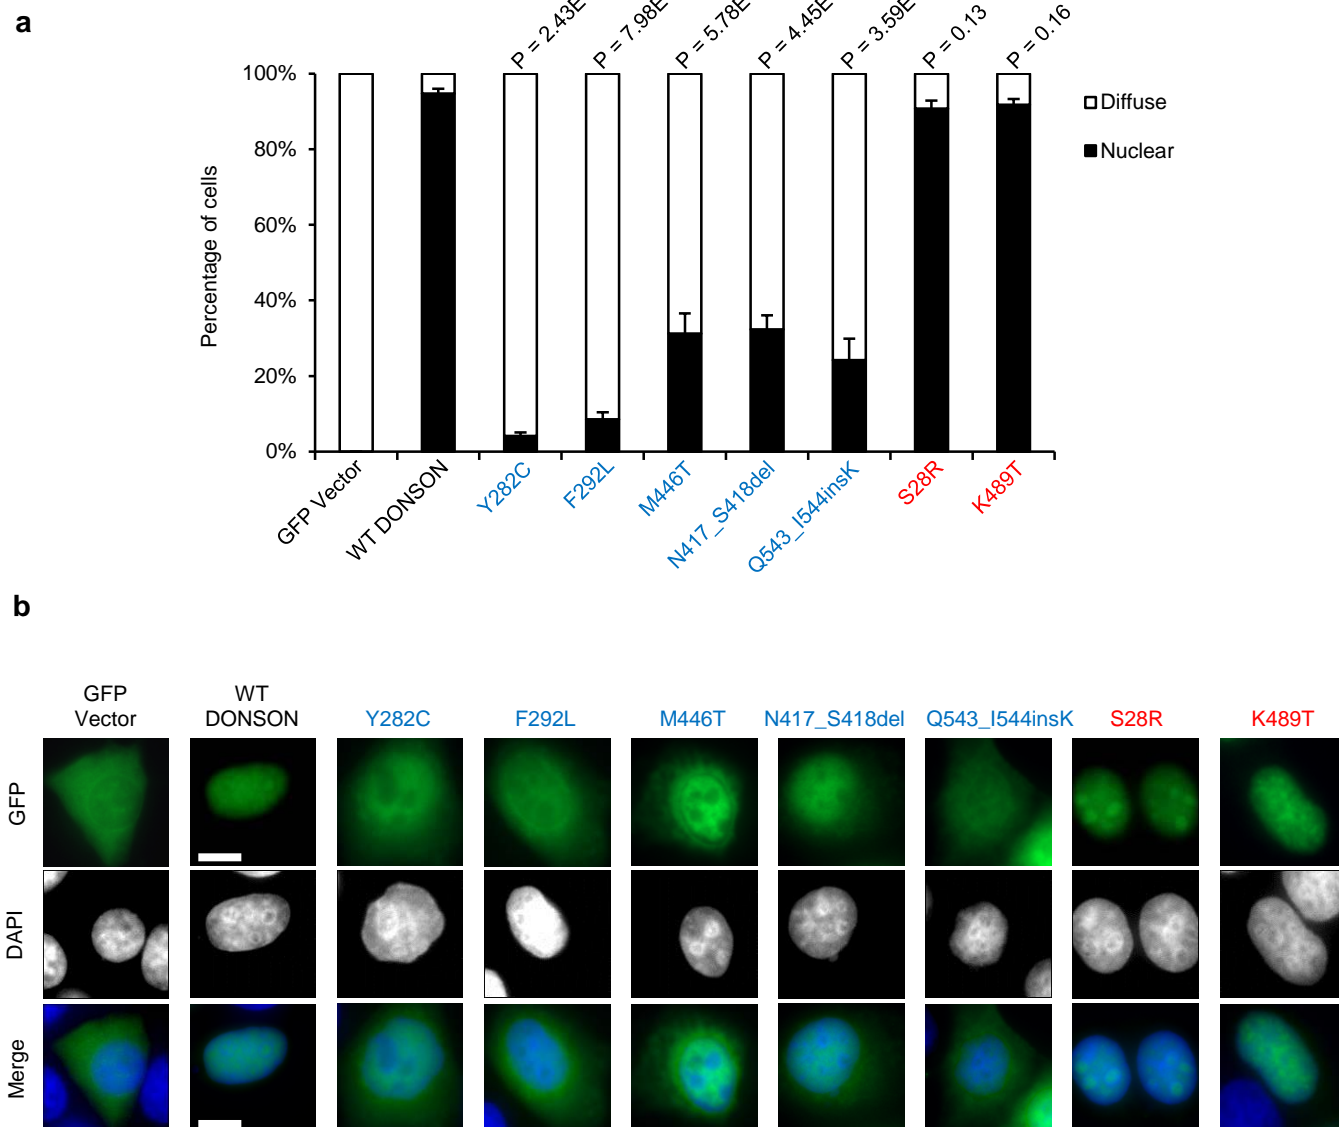 a
P = 2.43E
P = 7.98E
P = 5.78E
P = 4.45E
P = 3.59E
P = 0.13
P = 0.16
100%
80%
60%
40%
20%
0%
Percentage of cells
Diffuse
Nuclear
GFP Vector
WT DONSON
Y282C
F292L
M446T
N417_S418del
Q543_I544insK
S28R
K489T
b
GFP
Vector
WT
DONSON
Y282C
F292L
M446T
N417_S418del
Q543_I544insK
S28R
K489T
GFP
DAPI
Merge